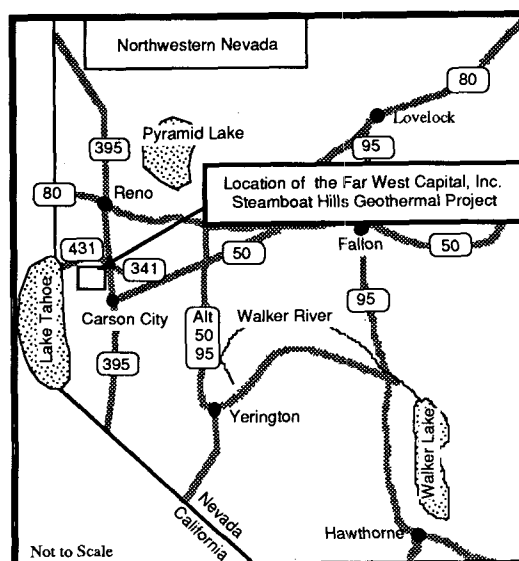 Northwestern Nevada
80
Lovelock
95
Pyramid Lake
395
80
Reno
Location of the Far West Capital, Inc.
Steamboat Hills Geothermal Project
Fallon
50
431
341
50
Lake Tahoe
Carson City
95
Alt
50
95
Walker River
395
Yerington
Walker Lake
Nevada
California
Hawthorne
Not to Scale